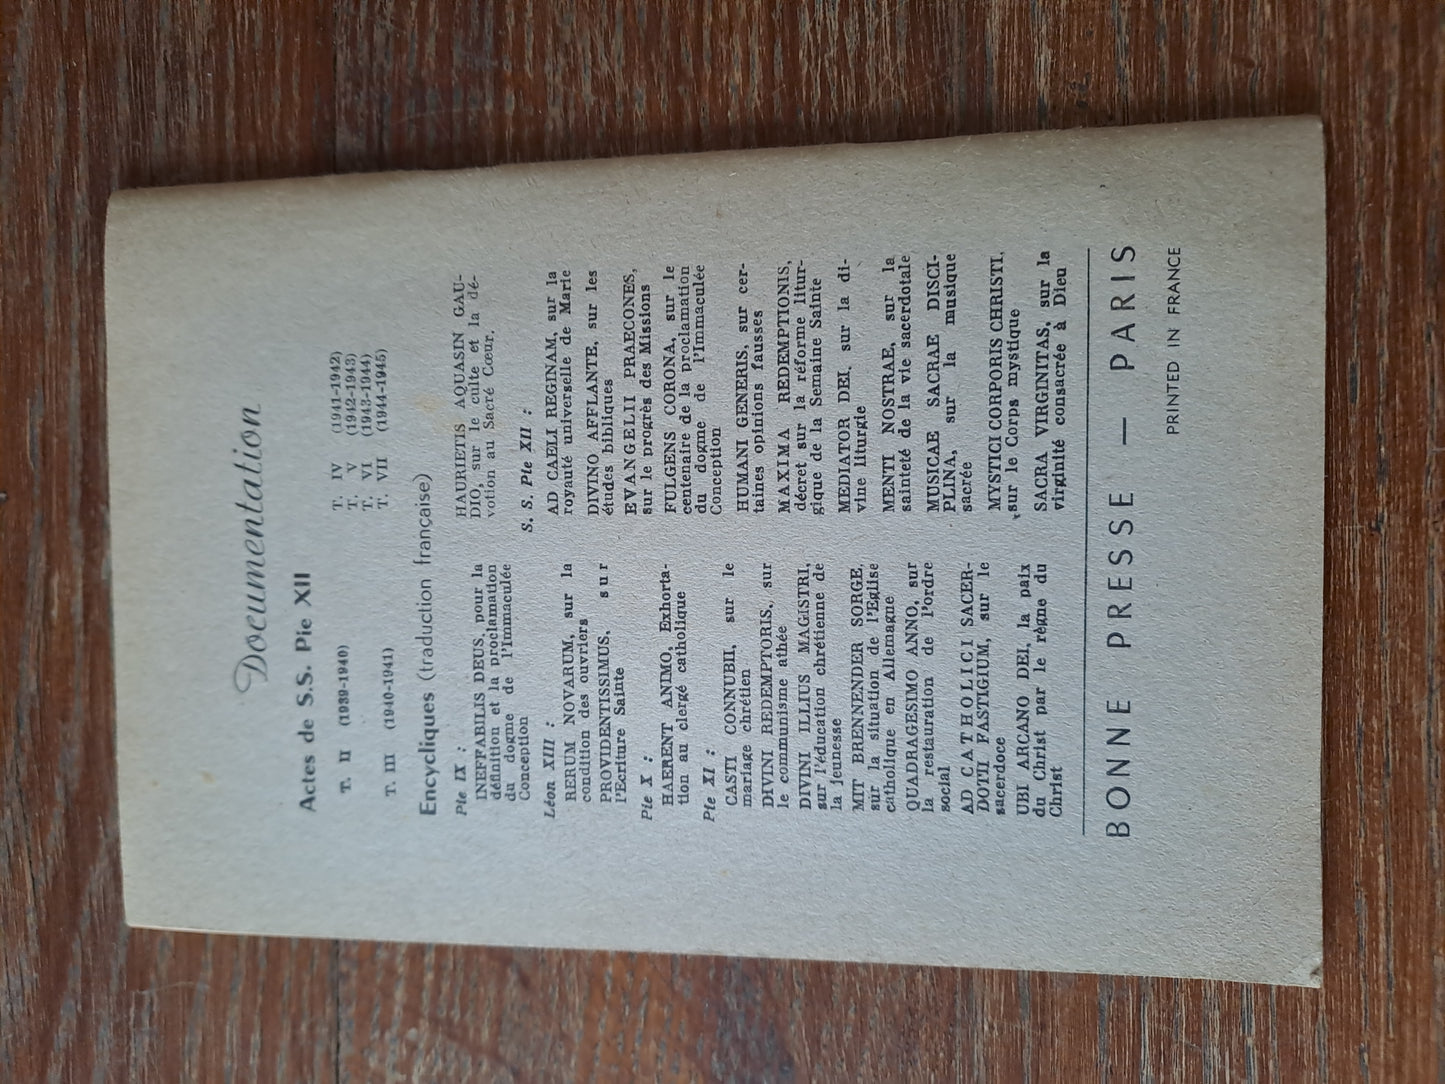 Documentation
Actes de S.S. Pie XII
T. II (1939-1940)
T. III (1940-1941)
T. IV (1941-1942)
T. V (1942-1943)
T. VI (1943-1944)
T. VII (1944-1945)
Encycliques (traduction française)
Pie IX :
INEFFABILIS DEUS, pour la
définition et la proclamation
du dogme de l'Immaculée
Conception
Léon XIII :
RERUM NOVARUM, sur la
condition des ouvriers
PROVIDENTISSIMUS, sur
l'Ecriture Sainte
Pie X :
HAERENT ANIMO, Exhorta-
tion au clergé catholique
Pie XI :
CASTI CONNUBII, sur le
mariage chrétien
DIVINI REDEMPTORIS, sur
le communisme athée
DIVINI ILLIUS MAGISTRI,
sur l'éducation chrétienne de
la jeunesse
MIT BRENNENDER SORGE,
sur la situation de l'Eglise
catholique en Allemagne
QUADRAGESIMO ANNO, sur
la restauration de l'ordre
social
AD CATHOLICI SACER-
DOTII FASTIGIUM, sur le
sacerdoce
UBI ARCANO DEI, la paix
du Christ par le règne du
Christ
HAURIETIS AQUASIN GAU-
DIO, sur le culte et la dé-
votion au Sacré Cœur.
S. S. Pie XII :
AD CAELI REGINAM, sur la
royauté universelle de Marie
DIVINO AFFLANTE, sur les
études bibliques
EVANGELII PRAECONES,
sur le progrès des Missions
FULGENS CORONA, sur le
centenaire de la proclamation
du dogme de l'Immaculée
Conception
HUMANI GENERIS, sur cer-
taines opinions fausses
MAXIMA REDEMPTIONIS,
décret sur la réforme litur-
gique de la Semaine Sainte
MEDIATOR DEI, sur la di-
vine liturgie
MENTI NOSTRAE, sur la
sainteté de la vie sacerdotale
MUSICAE SACRAE DISCI-
PLINA, sur la musique
sacrée
MYSTICI CORPORIS CHRISTI,
sur le Corps mystique
SACRA VIRGINITAS, sur la
virginité consacrée à Dieu
BONNE PRESSE — PARIS
PRINTED IN FRANCE